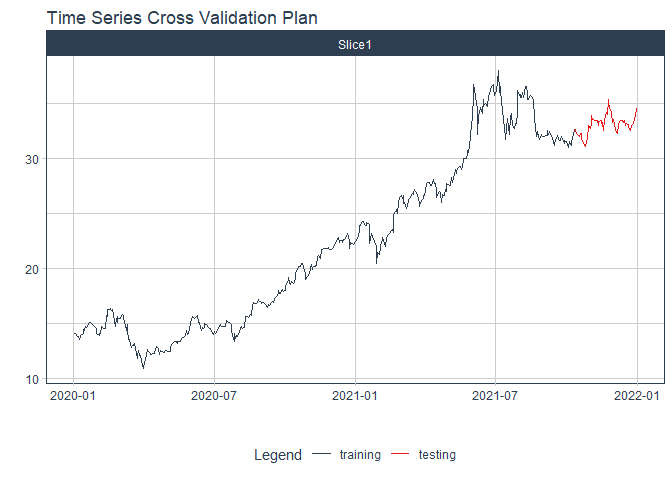 Time Series Cross Validation Plan
Slice1
30
20
10
2020-01 2020-07 2021-01 2021-07 2022-01
Legend training testing